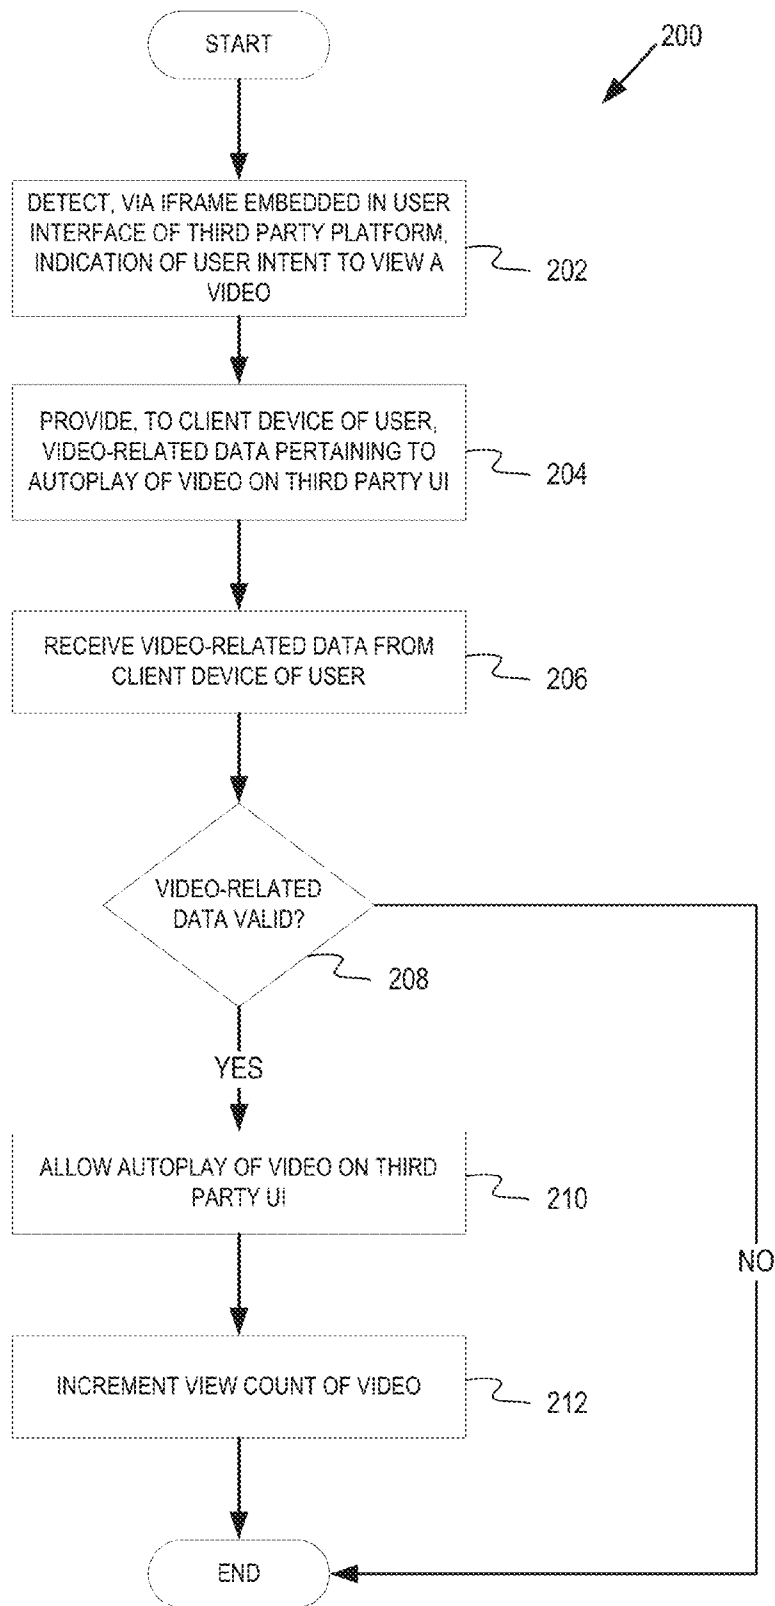 START
200
DETECT, VIA IFRAME EMBEDDED IN USER
INTERFACE OF THIRD PARTY PLATFORM,
INDICATION OF USER INTENT TO VIEW A
VIDEO
202
PROVIDE, TO CLIENT DEVICE OF USER,
VIDEO-RELATED DATA PERTAINING TO
AUTOPLAY OF VIDEO ON THIRD PARTY UI
204
RECEIVE VIDEO-RELATED DATA FROM
CLIENT DEVICE OF USER
206
VIDEO-RELATED
DATA VALID?
208
YES
ALLOW AUTOPLAY OF VIDEO ON THIRD
PARTY UI
210
NO
INCREMENT VIEW COUNT OF VIDEO
212
END